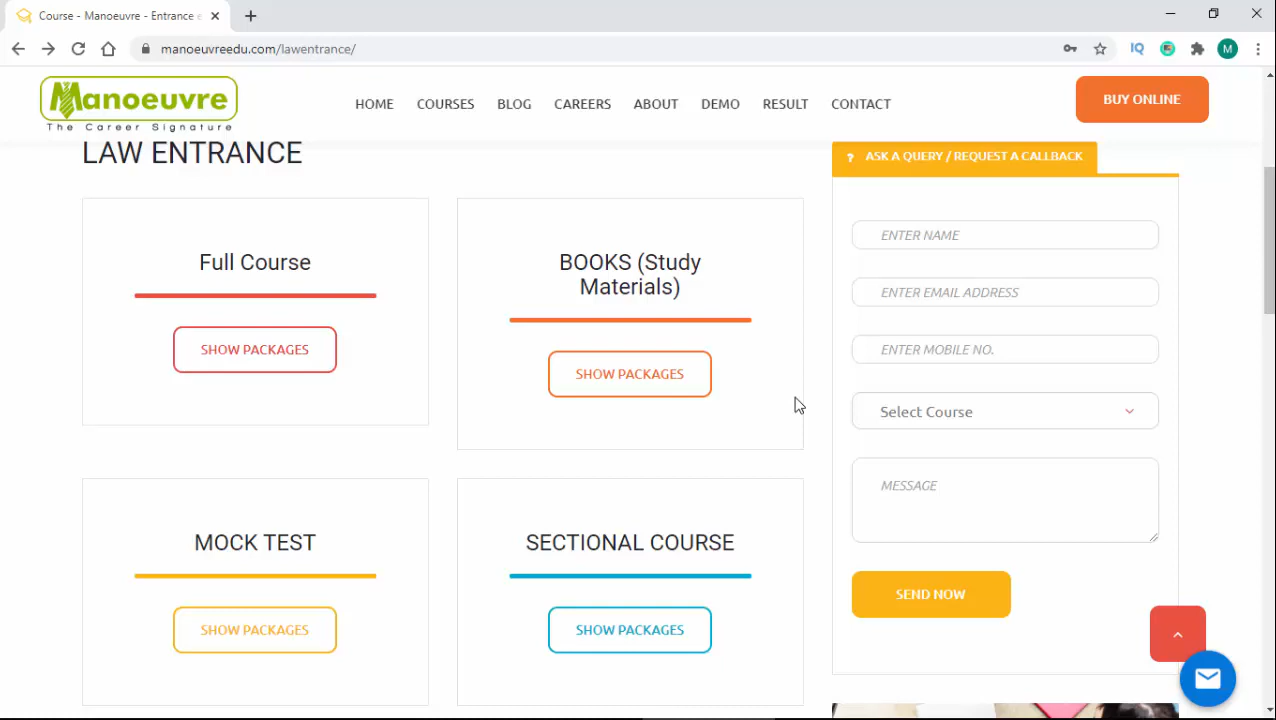 Course - Manoeuvre - Entrance e
manoeuvreedu.com/lawentrance/
IQ
M
Manoeuvre
The Career Signature
HOME
COURSES
BLOG
CAREERS
ABOUT
DEMO
RESULT
CONTACT
BUY ONLINE
LAW ENTRANCE
Full Course
SHOW PACKAGES
BOOKS (Study
Materials)
SHOW PACKAGES
MOCK TEST
SHOW PACKAGES
SECTIONAL COURSE
SHOW PACKAGES
? ASK A QUERY / REQUEST A CALLBACK
ENTER NAME
ENTER EMAIL ADDRESS
ENTER MOBILE NO.
Select Course
MESSAGE
SEND NOW